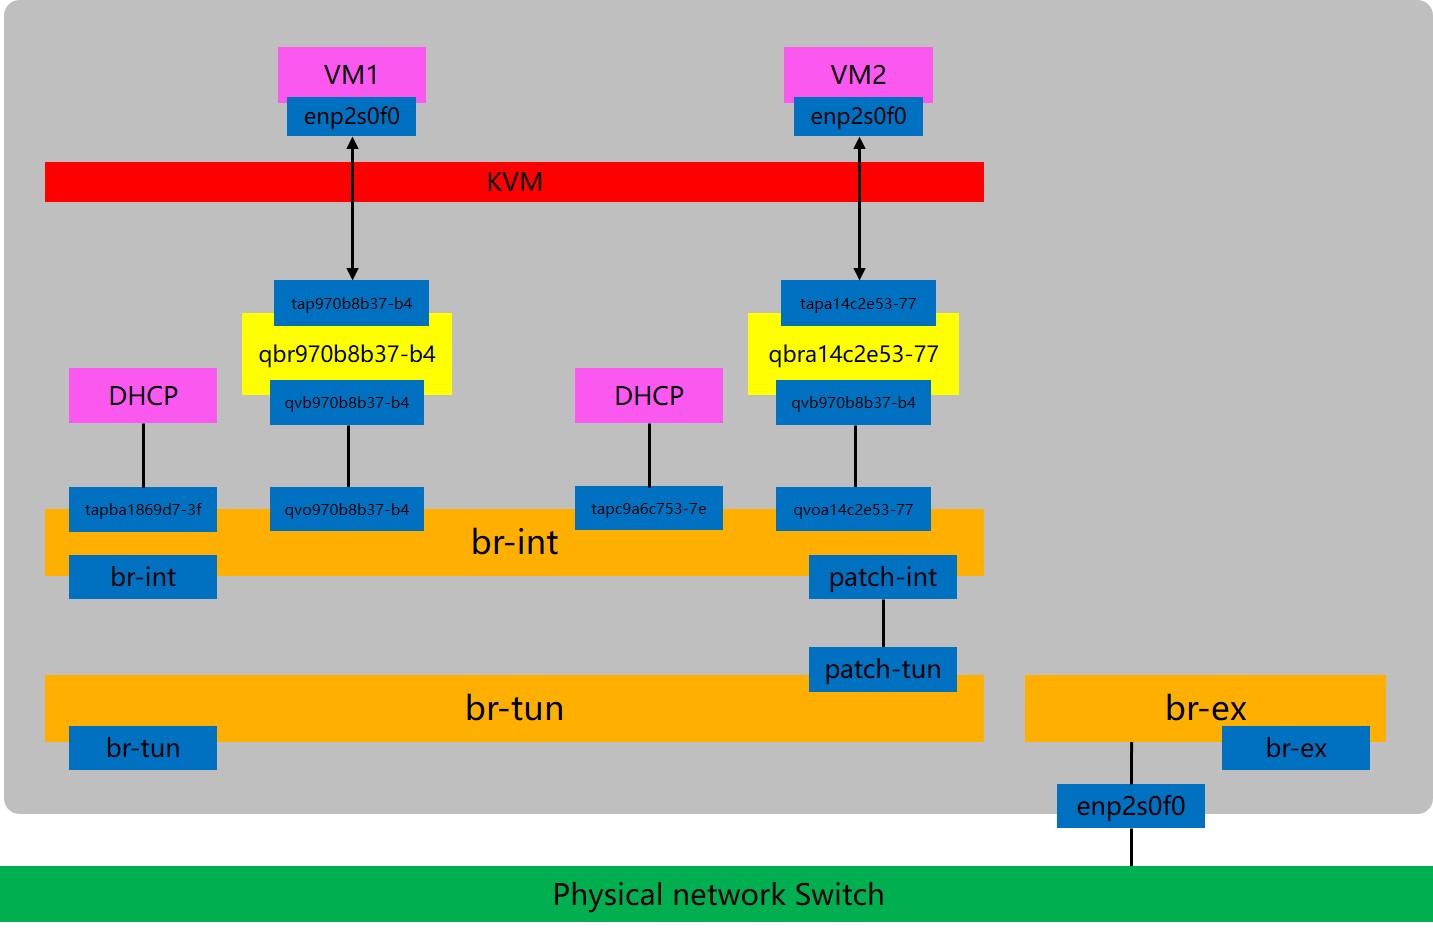 VM1
VM2
enp2s0f0
enp2s0f0
KVM
tap970b8b37-b4
tapa14c2e53-77
qbr970b8b37-b4
qbra14c2e53-77
DHCP
qvb970b8b37-b4
DHCP
qvb970b8b37-b4
tapba1869d7-3f
qvo970b8b37-b4
tapc9a6c753-7e
qvoa14c2e53-77
br-int
br-int
patch-int
patch-tun
br-tun
br-ex
br-tun
br-ex
enp2s0f0
Physical network Switch